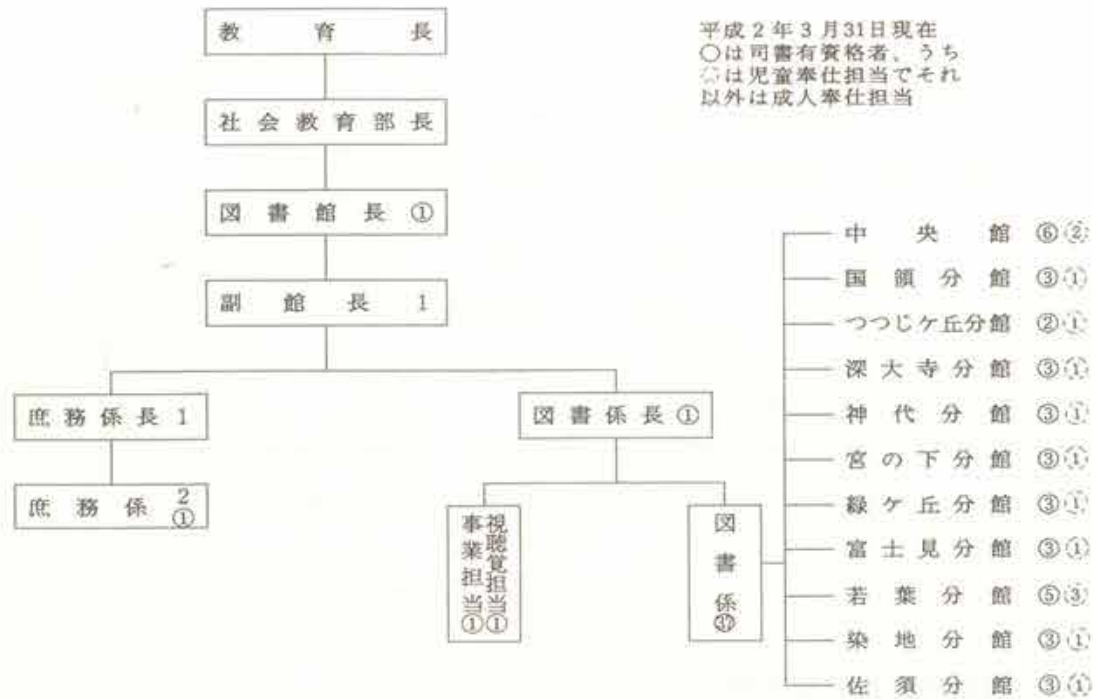 教育長
平成2年3月31日現在
○は司書有資格者、うち
◌は児童奉仕担当でそれ
以外は成人奉仕担当
社会教育部長
図書館長①
副館長 1
庶務係長 1
図書係長①
庶務係 2 ①
視聴覚担当①
事業担当①
図書係㊲
中央館 ⑥②
国領分館 ③①
つつじケ丘分館 ②①
深大寺分館 ③①
神代分館 ③①
宮の下分館 ③①
緑ケ丘分館 ③①
富士見分館 ③①
若葉分館 ⑤③
染地分館 ③①
佐須分館 ③①